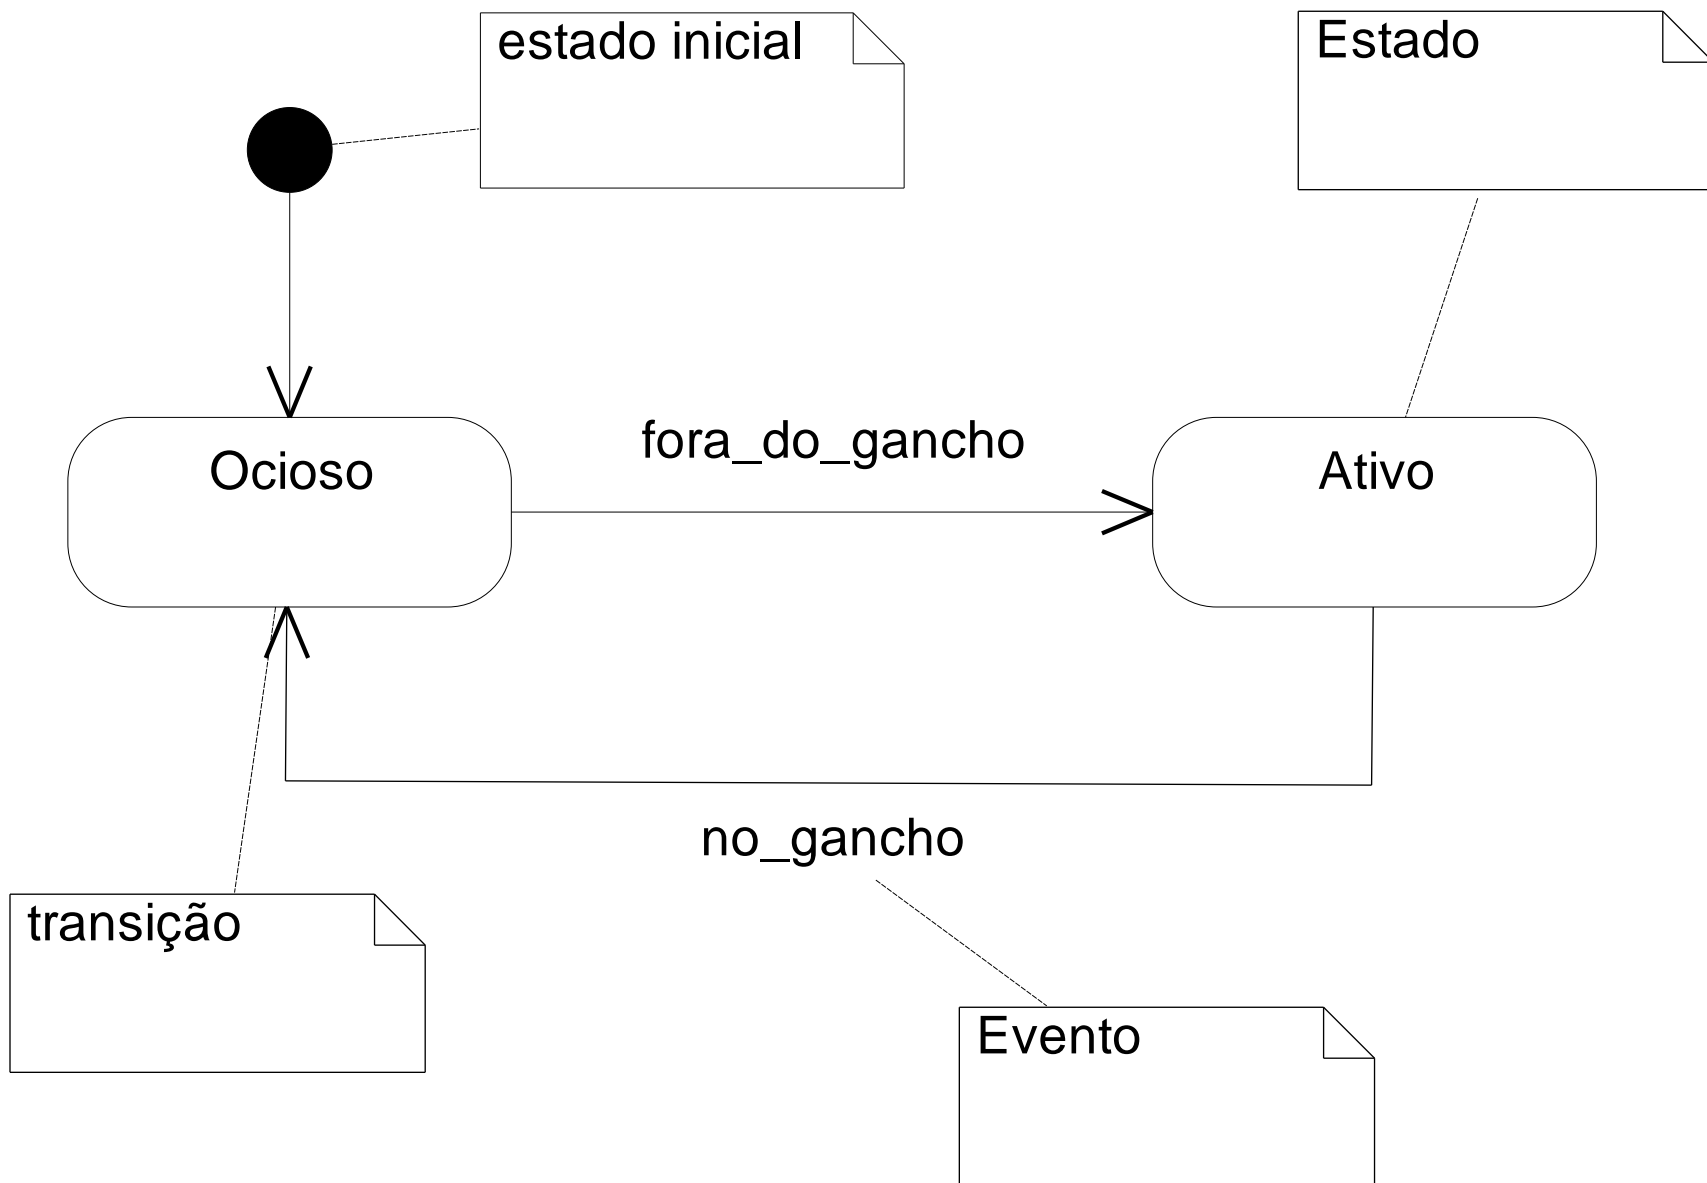 estado inicial
Estado
fora_do_gancho
Ocioso
Ativo
no_gancho
transição
Evento